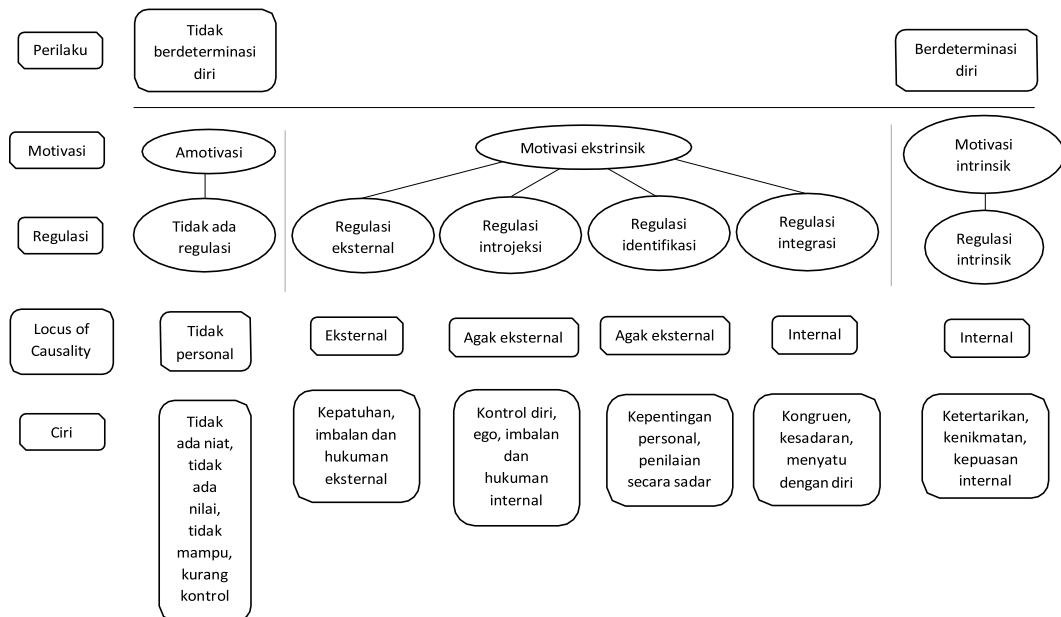 Perilaku
Tidak
berdeterminasi
diri
Berdeterminasi
diri
Motivasi
Amotivasi
Motivasi ekstrinsik
Motivasi
intrinsik
Regulasi
Tidak ada
regulasi
Regulasi
eksternal
Regulasi
introjeksi
Regulasi
identifikasi
Regulasi
integrasi
Regulasi
intrinsik
Locus of
Causality
Tidak
personal
Eksternal
Agak eksternal
Agak eksternal
Internal
Internal
Ciri
Tidak
ada niat,
tidak
ada
nilai,
tidak
mampu,
kurang
kontrol
Kepatuhan,
imbalan dan
hukuman
eksternal
Kontrol diri,
ego, imbalan
dan
hukuman
internal
Kepentingan
personal,
penilaian
secara sadar
Kongruen,
kesadaran,
menyatu
dengan diri
Ketertarikan,
kenikmatan,
kepuasan
internal